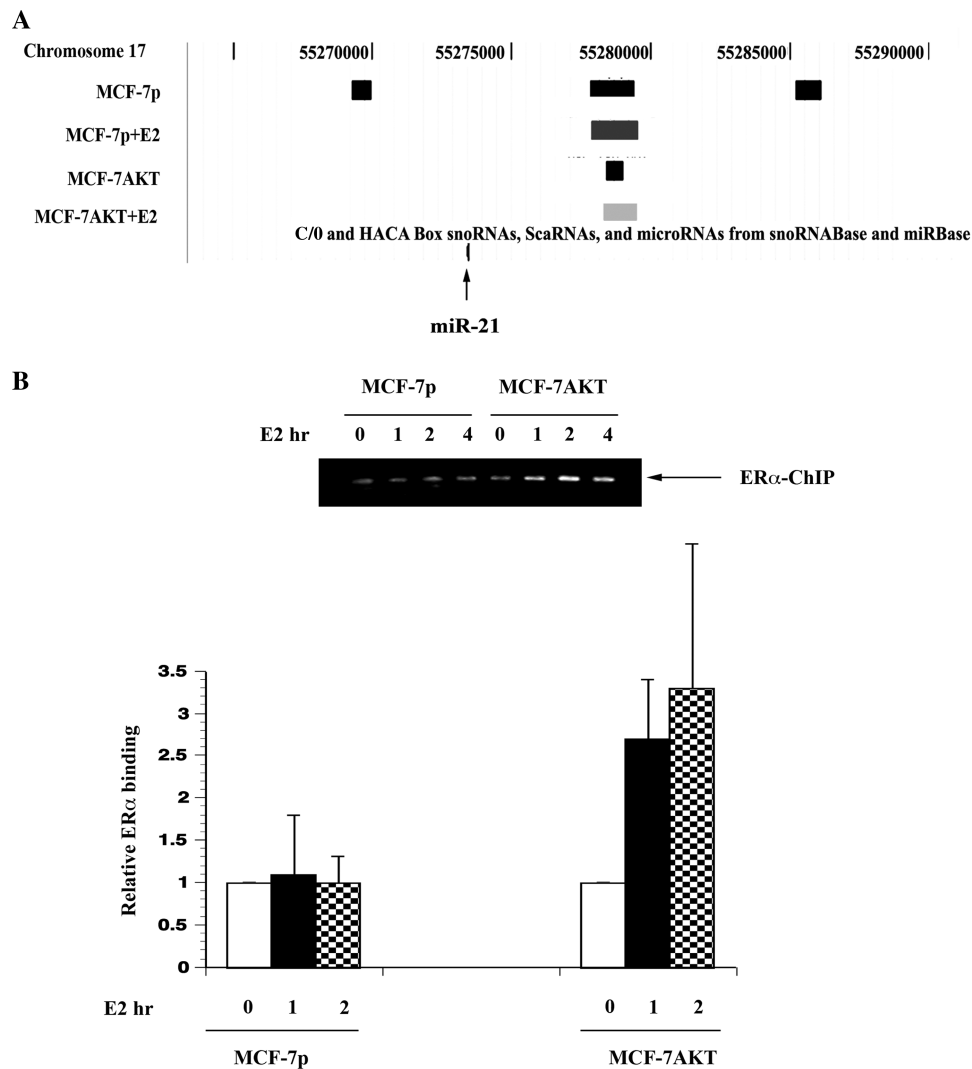 A
Chromosome 17 55270000 55275000 55280000 55285000 55290000
MCF-7p
MCF-7p+E2
MCF-7AKT
MCF-7AKT+E2
C/0 and HACA Box snoRNAs, ScaRNAs, and microRNAs from snoRNABase and miRBase
miR-21
B
MCF-7p MCF-7AKT
E2 hr 0 1 2 4 0 1 2 4
ERα-ChIP
Relative ERα binding
3.5
3
2.5
2
1.5
1
0.5
0
E2 hr 0 1 2 0 1 2
MCF-7p MCF-7AKT